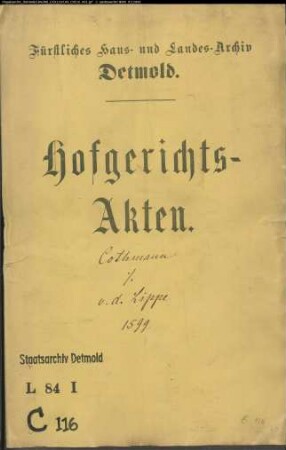 Fürstliches Haus- und Landes-Archiv
Detmold.
Hofgerichts-
Akten.
Cothmann
/.
v. d. Lippe
1599
Staatsarchiv Detmold
L 84 I
C 116